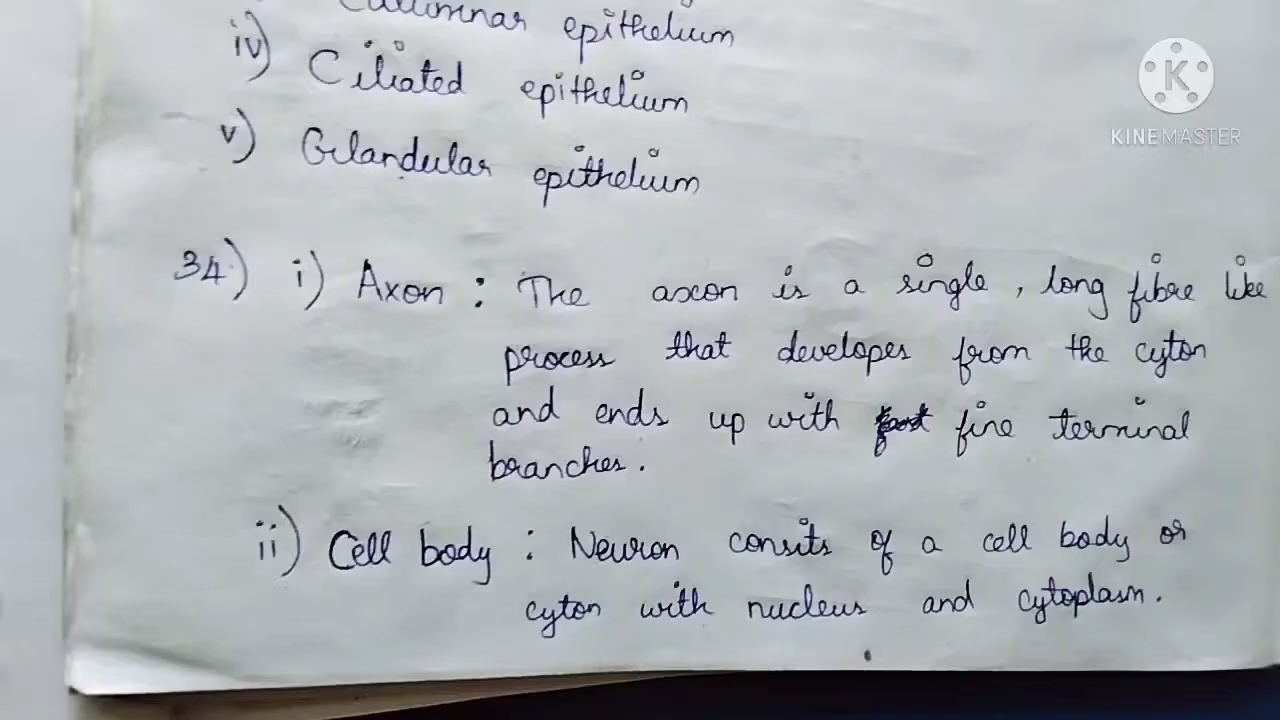 Columnar epithelium
iv) Ciliated epithelium
v) Glandular epithelium
34) i) Axon : The axon is a single, long fibre like
process that developes from the cyton
and ends up with fine terminal
branches.
ii) Cell body : Neuron consits of a cell body or
cyton with nucleus and cytoplasm.
KINEMASTER